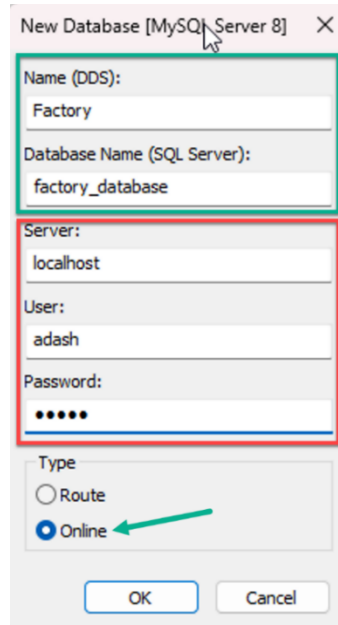 New Database [MySQL Server 8]
Name (DDS):
Factory
Database Name (SQL Server):
factory_database
Server:
localhost
User:
adash
Password:
•••••
Type
Route
Online
OK Cancel